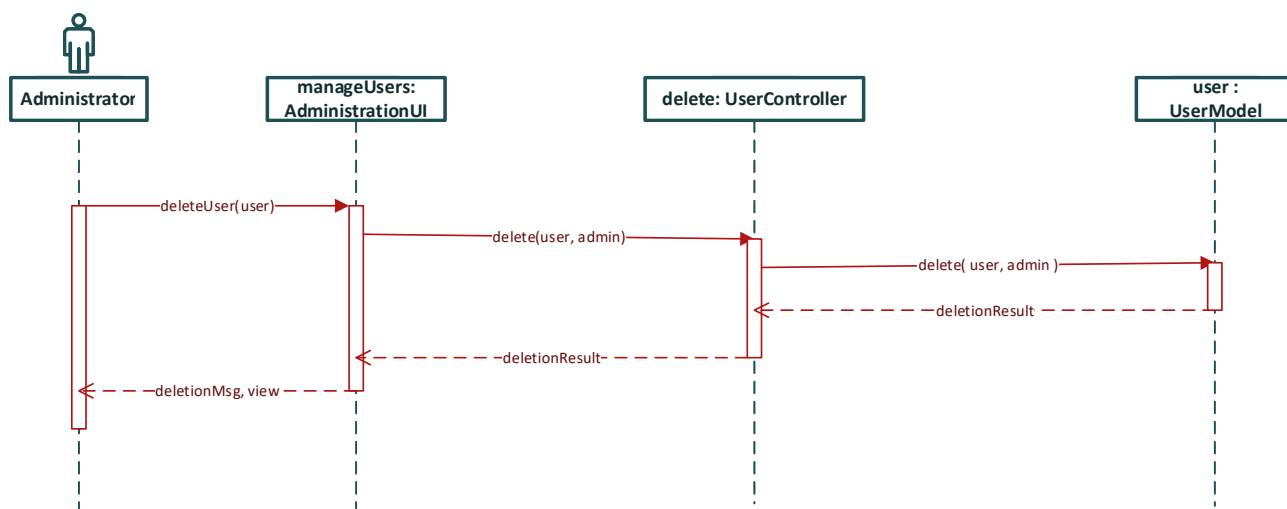 Administrator
manageUsers:
AdministrationUI
delete: UserController
user :
UserModel
deleteUser(user)
delete(user, admin)
delete( user, admin )
deletionResult
deletionResult
deletionMsg, view